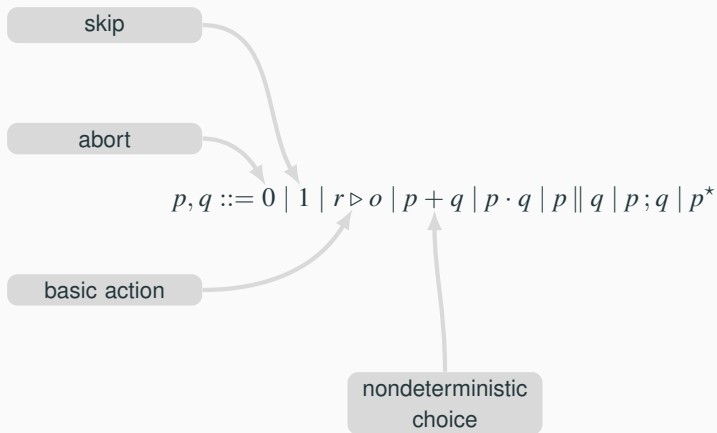 skip
abort
p, q ::= 0 | 1 | r ▷ o | p + q | p · q | p ∥ q | p ; q | p⋆
basic action
nondeterministic
choice